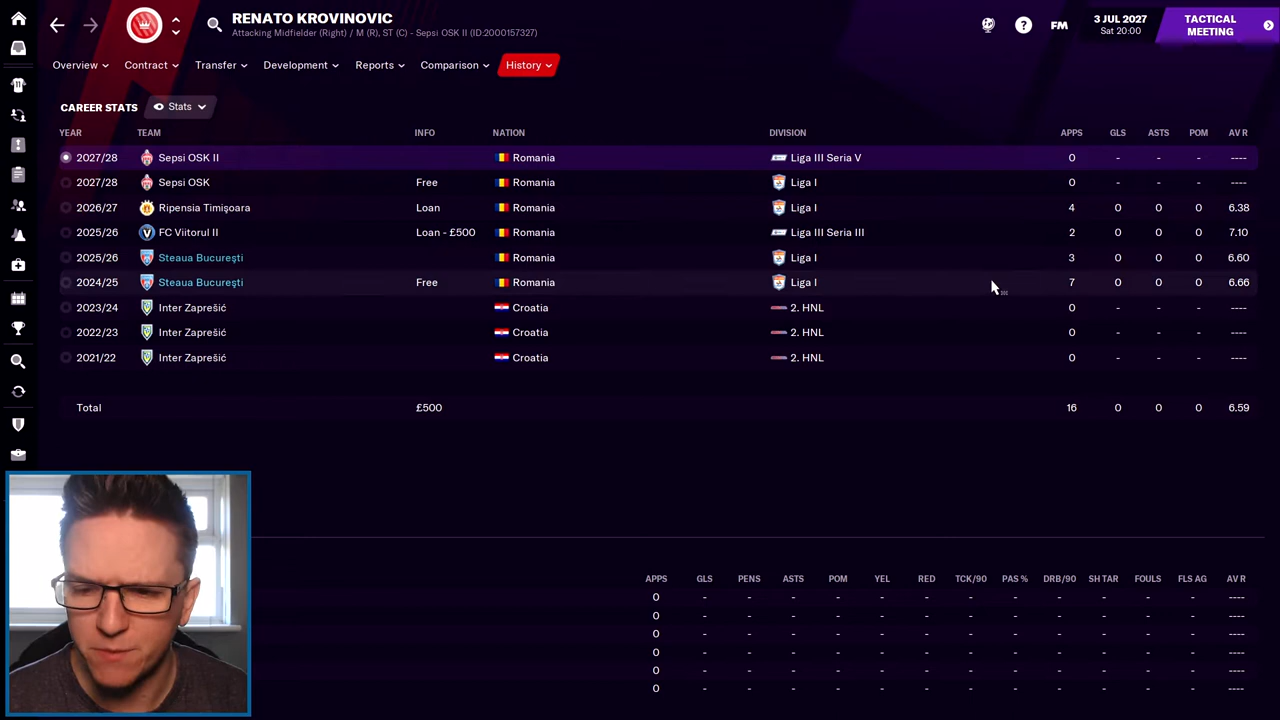 RENATO KROVINOVIC
Attacking Midfielder (Right) / M (R), ST (C) - Sepsi OSK II (ID:2000157327)
FM
3 JUL 2027
Sat 20:00
TACTICAL MEETING
Overview Contract Transfer Development Reports Comparison History
CAREER STATS Stats
YEAR TEAM INFO NATION DIVISION APPS GLS ASTS POM AV R
2027/28 Sepsi OSK II Romania Liga III Seria V 0 - - - ----
2027/28 Sepsi OSK Free Romania Liga I 0 - - - ----
2026/27 Ripensia Timişoara Loan Romania Liga I 4 0 0 0 6.38
2025/26 FC Viitorul II Loan - £500 Romania Liga III Seria III 2 0 0 0 7.10
2025/26 Steaua Bucureşti Romania Liga I 3 0 0 0 6.60
2024/25 Steaua Bucureşti Free Romania Liga I 7 0 0 0 6.66
2023/24 Inter Zaprešić Croatia 2. HNL 0 - - - ----
2022/23 Inter Zaprešić Croatia 2. HNL 0 - - - ----
2021/22 Inter Zaprešić Croatia 2. HNL 0 - - - ----
Total £500 16 0 0 0 6.59
APPS GLS PENS ASTS POM YEL RED TCK/90 PAS % DRB/90 SH TAR FOULS FLS AG AV R
0 - - - - - - - - - - - - ----
0 - - - - - - - - - - - - ----
0 - - - - - - - - - - - - ----
0 - - - - - - - - - - - - ----
0 - - - - - - - - - - - - ----
0 - - - - - - - - - - - - ----